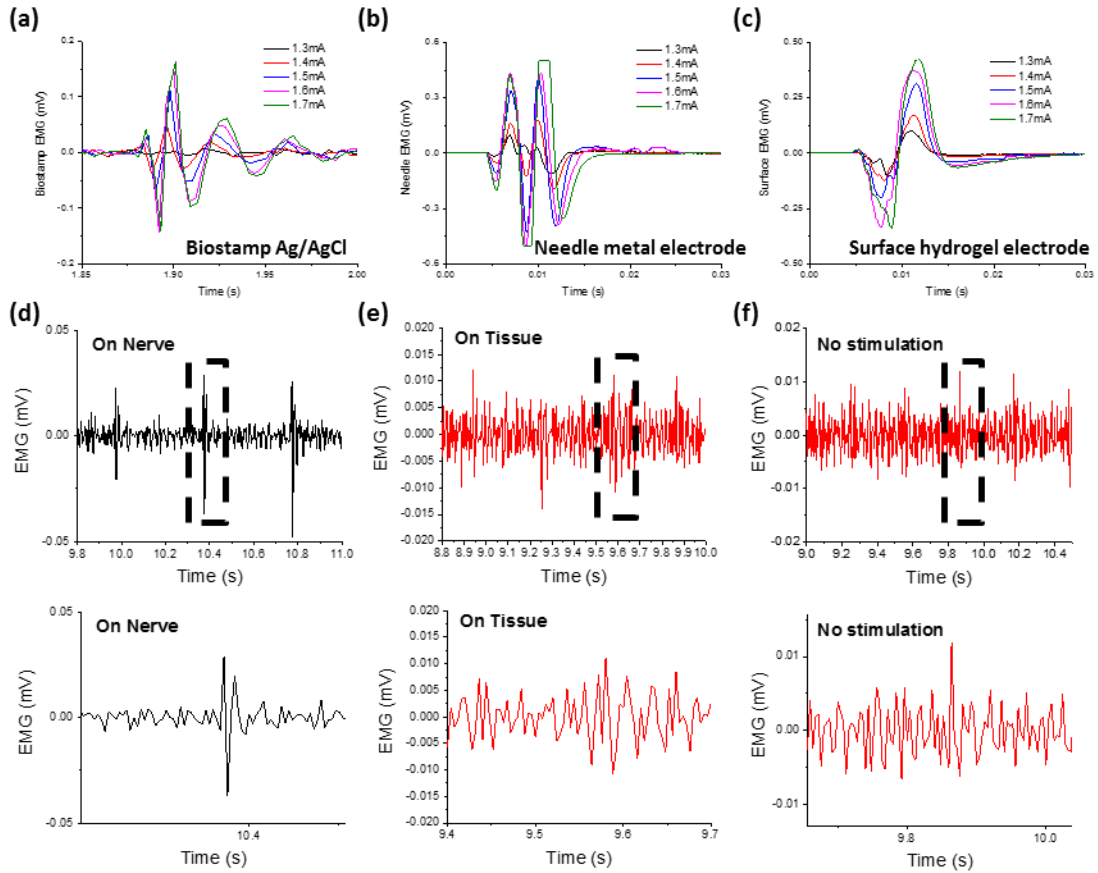 (a)
0.2
0.1
0.0
-0.1
-0.2
Biostamp EMG (mV)
1.3mA
1.4mA
1.5mA
1.6mA
1.7mA
Biostamp Ag/AgCl
1.85
1.90
1.95
2.00
Time (s)
(b)
0.6
0.3
0.0
-0.3
-0.6
Needle EMG (mV)
1.3mA
1.4mA
1.5mA
1.6mA
1.7mA
Needle metal electrode
0.00
0.01
0.02
0.03
Time (s)
(c)
0.50
0.25
0.00
-0.25
-0.50
Surface EMG (mV)
1.3mA
1.4mA
1.5mA
1.6mA
1.7mA
Surface hydrogel electrode
0.00
0.01
0.02
0.03
Time (s)
(d)
0.05
0.00
-0.05
EMG (mV)
On Nerve
9.8 10.0 10.2 10.4 10.6 10.8 11.0
Time (s)
(e)
0.020
0.015
0.010
0.005
0.000
-0.005
-0.010
-0.015
-0.020
EMG (mV)
On Tissue
8.8 8.9 9.0 9.1 9.2 9.3 9.4 9.5 9.6 9.7 9.8 9.9 10.0
Time (s)
(f)
0.02
0.01
0.00
-0.01
-0.02
EMG (mV)
No stimulation
9.0 9.2 9.4 9.6 9.8 10.0 10.2 10.4
Time (s)
0.05
0.00
-0.05
EMG (mV)
On Nerve
10.4
Time (s)
0.020
0.015
0.010
0.005
0.000
-0.005
-0.010
-0.015
-0.020
EMG (mV)
On Tissue
9.4 9.5 9.6 9.7
Time (s)
0.01
0.00
-0.01
EMG (mV)
No stimulation
9.8 10.0
Time (s)